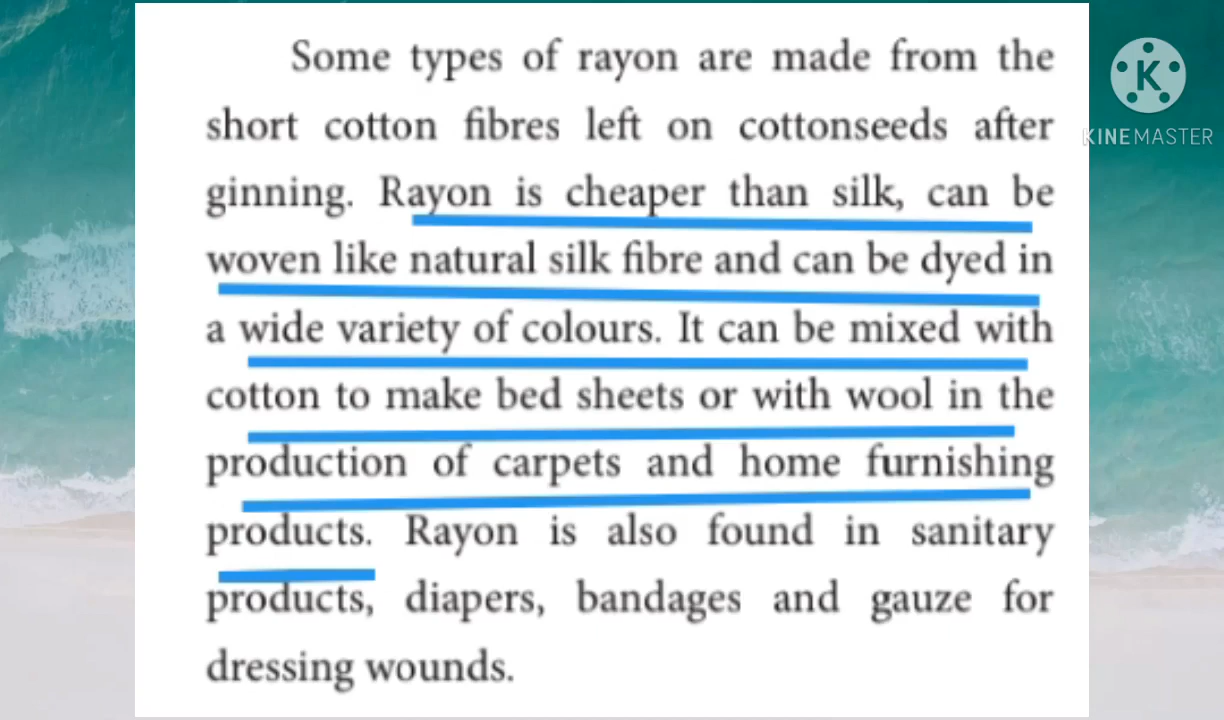 Some types of rayon are made from the
short cotton fibres left on cottonseeds after
ginning. Rayon is cheaper than silk, can be
woven like natural silk fibre and can be dyed in
a wide variety of colours. It can be mixed with
cotton to make bed sheets or with wool in the
production of carpets and home furnishing
products. Rayon is also found in sanitary
products, diapers, bandages and gauze for
dressing wounds.
K
KINEMASTER